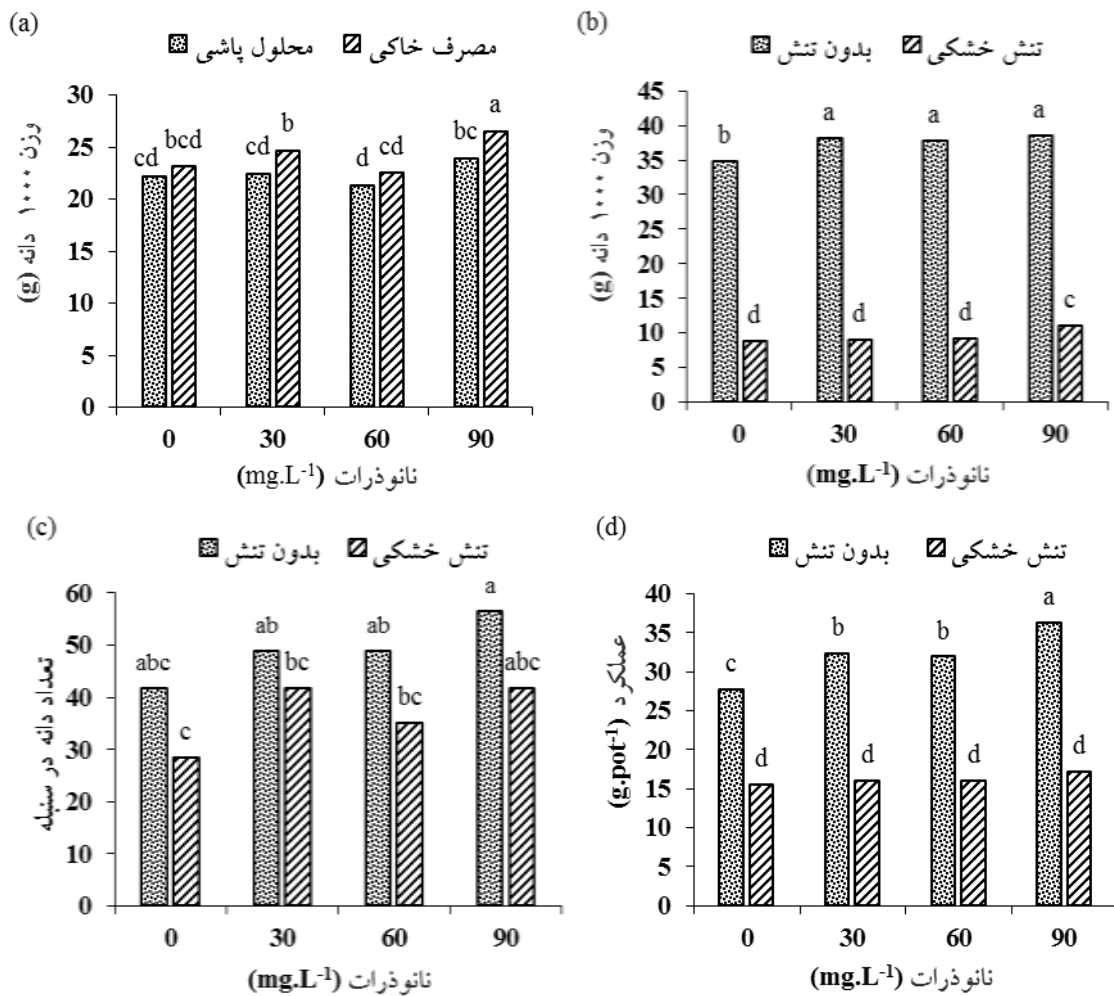 (a)
محلول پاشی مصرف خاکی
وزن ۱۰۰۰ دانه (g)
30
25
20
15
10
5
0
cd bcd cd b d cd bc a
0 30 60 90
نانوذرات (mg.L-1)
(b)
بدون تنش تنش خشکی
وزن ۱۰۰۰ دانه (g)
45
40
35
30
25
20
15
10
5
0
b d a d a d a c
0 30 60 90
نانوذرات (mg.L-1)
(c)
بدون تنش تنش خشکی
تعداد دانه در سنبله
60
50
40
30
20
10
0
abc c ab bc ab bc a abc
0 30 60 90
نانوذرات (mg.L-1)
(d)
بدون تنش تنش خشکی
عملکرد (g.pot-1)
40
35
30
25
20
15
10
5
0
c d b d b d a d
0 30 60 90
نانوذرات (mg.L-1)